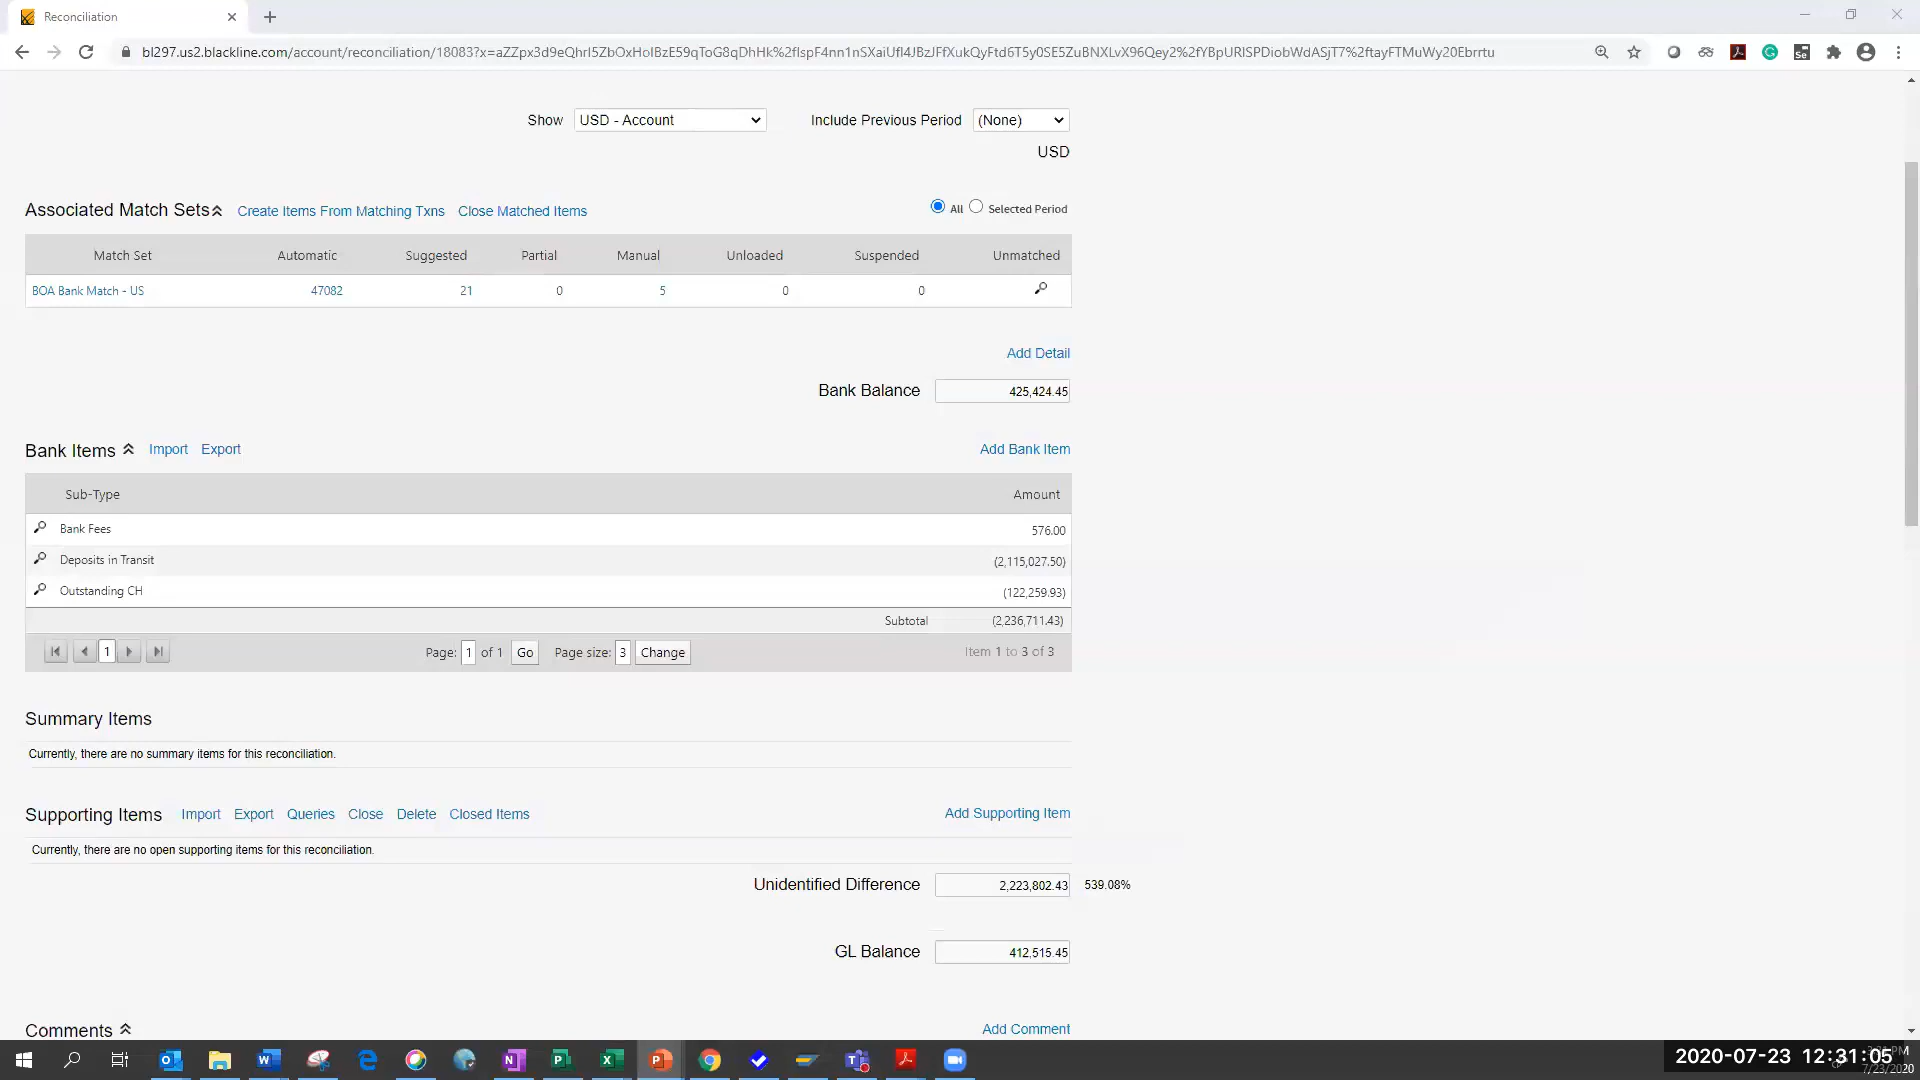 Reconciliation
bl297.us2.blackline.com/account/reconciliation/18083?x=aZZpx3d9eQhrI5ZbOxHoIBzE59qToG8qDhHk%2fIspF4nn1nSXaiUfI4JBzJFfXukQyFtd6T5y0SE5ZuBNXLvX96Qey2%2fYBpURISPDiobWdASjT7%2ftayFTMuWy20Ebrrtu
Show USD - Account Include Previous Period (None)
USD
Associated Match Sets Create Items From Matching Txns Close Matched Items All Selected Period
Match Set Automatic Suggested Partial Manual Unloaded Suspended Unmatched
BOA Bank Match - US 47082 21 0 5 0 0
Add Detail
Bank Balance 425,424.45
Bank Items Import Export Add Bank Item
Sub-Type Amount
Bank Fees 576.00
Deposits in Transit (2,115,027.50)
Outstanding CH (122,259.93)
Subtotal (2,236,711.43)
1 Page: 1 of 1 Go Page size: 3 Change Item 1 to 3 of 3
Summary Items
Currently, there are no summary items for this reconciliation.
Supporting Items Import Export Queries Close Delete Closed Items Add Supporting Item
Currently, there are no open supporting items for this reconciliation.
Unidentified Difference 2,223,802.43 539.08%
GL Balance 412,515.45
Comments Add Comment
2020-07-23 12:31:05
7/23/2020